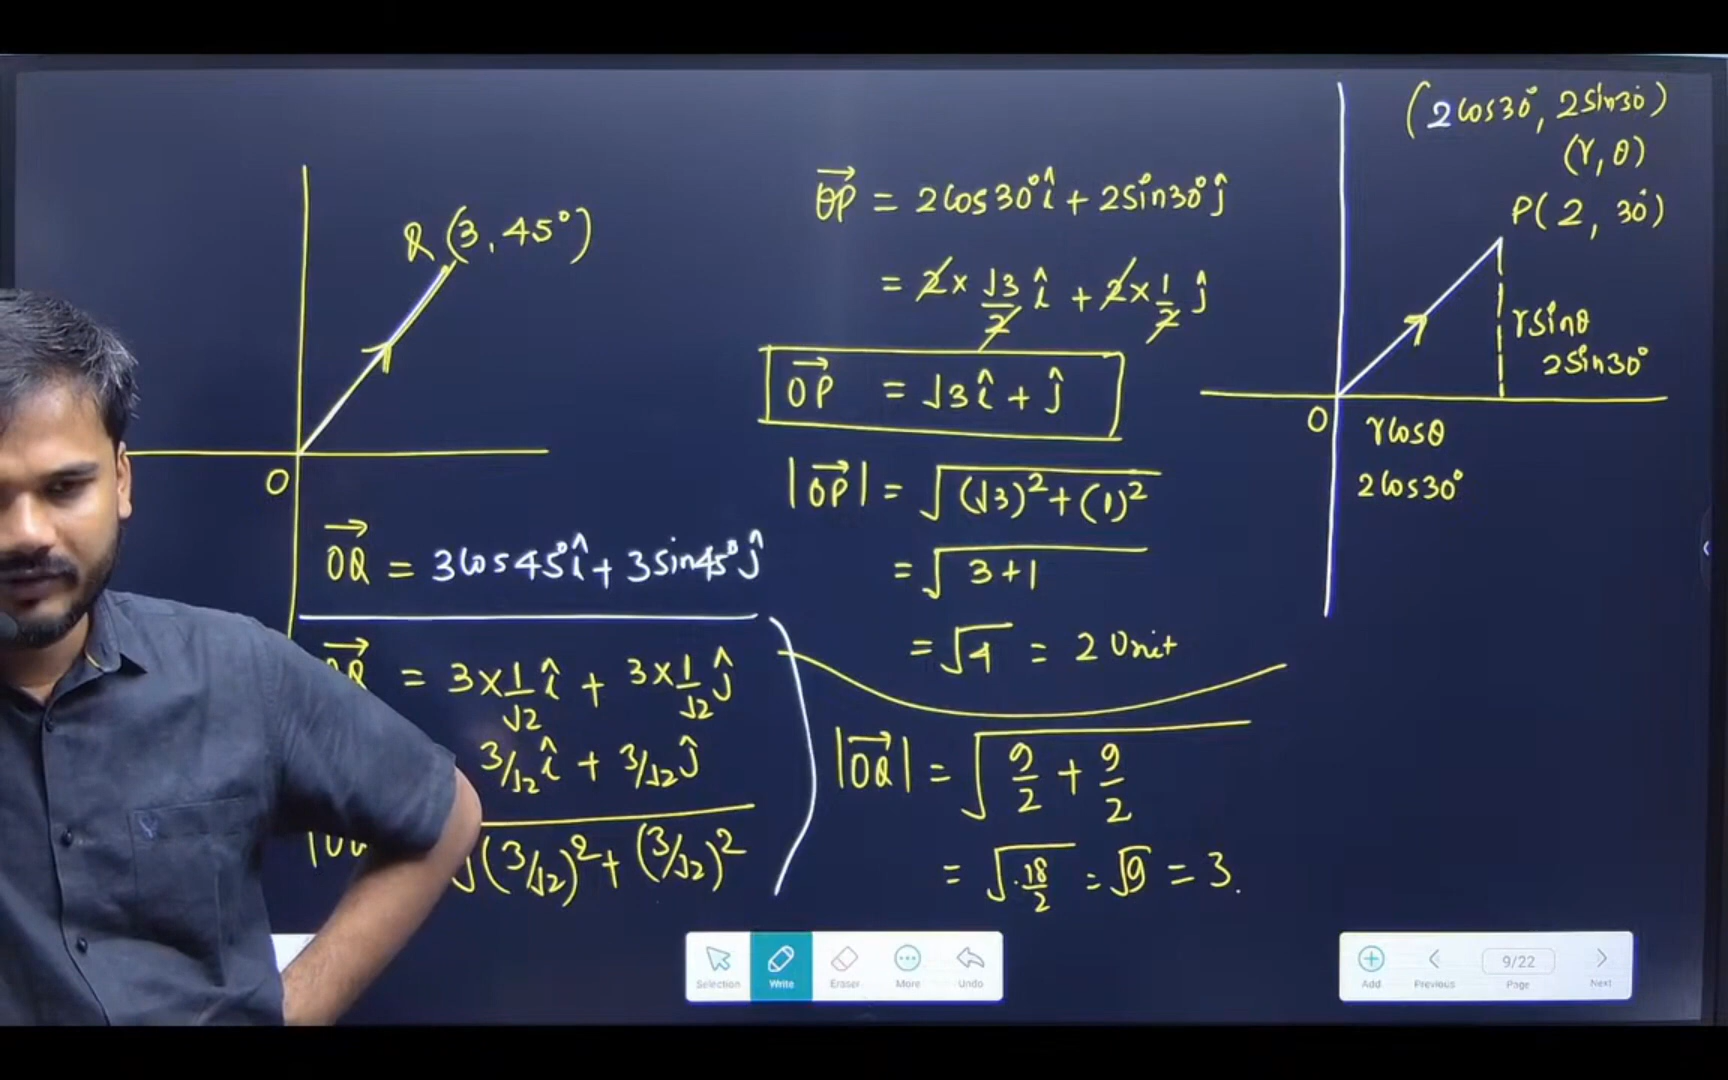 Q (3, 45°)
O
OQ = 3cos45°î + 3sin45°ĵ
= 3×1/√2 î + 3×1/√2 ĵ
3/√2 î + 3/√2 ĵ
√(3/√2)² + (3/√2)²
OP = 2cos30°î + 2sin30°ĵ
= 2×√3/2 î + 2×1/2 ĵ
OP = √3î + ĵ
|OP| = √(√3)² + (1)²
= √3+1
= √4 = 2 Unit
|OQ| = √9/2 + 9/2
= √18/2 = √9 = 3.
(2cos30°, 2sin30°)
(r, θ)
P(2, 30°)
rsinθ
2sin30°
O
rcosθ
2cos30°
Selection Write Eraser More Undo
Add Previous 9/22 Page Next